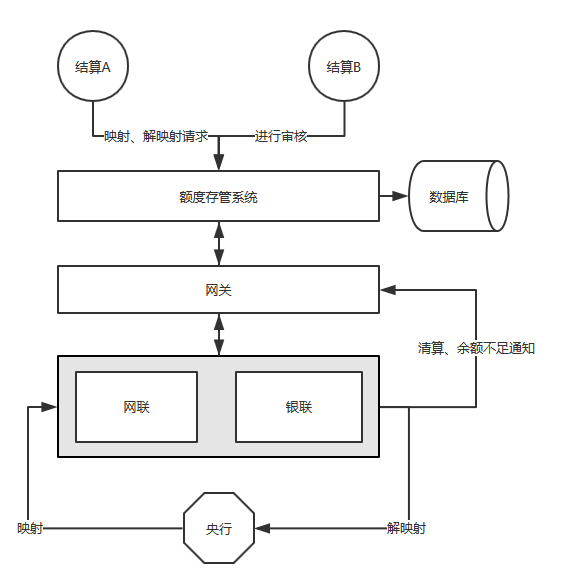 结算A
结算B
映射、解映射请求
进行审核
额度存管系统
数据库
网关
清算、余额不足通知
网联
银联
映射
央行
解映射